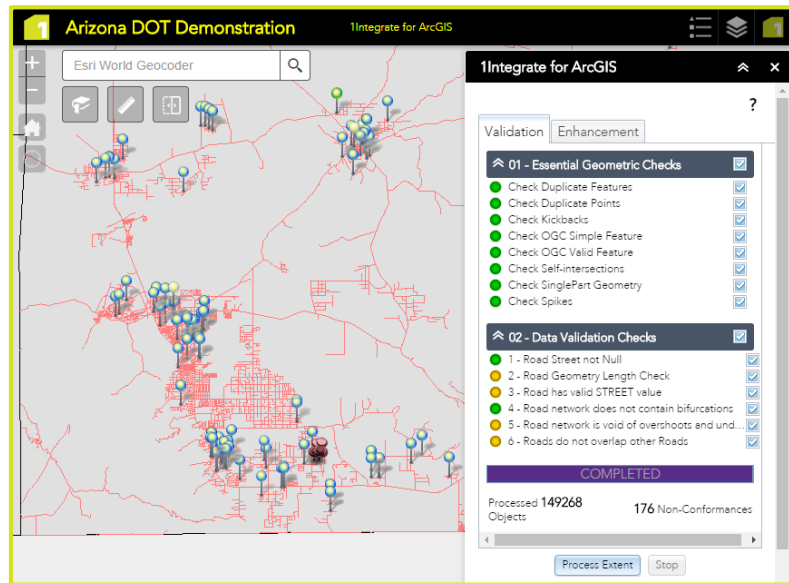 1 Arizona DOT Demonstration 1Integrate for ArcGIS 1
Esri World Geocoder
1Integrate for ArcGIS
?
Validation Enhancement
01 - Essential Geometric Checks
Check Duplicate Features
Check Duplicate Points
Check Kickbacks
Check OGC Simple Feature
Check OGC Valid Feature
Check Self-intersections
Check SinglePart Geometry
Check Spikes
02 - Data Validation Checks
1 - Road Street not Null
2 - Road Geometry Length Check
3 - Road has valid STREET value
4 - Road network does not contain bifurcations
5 - Road network is void of overshoots and und...
6 - Roads do not overlap other Roads
COMPLETED
Processed 149268 Objects
176 Non-Conformances
Process Extent Stop